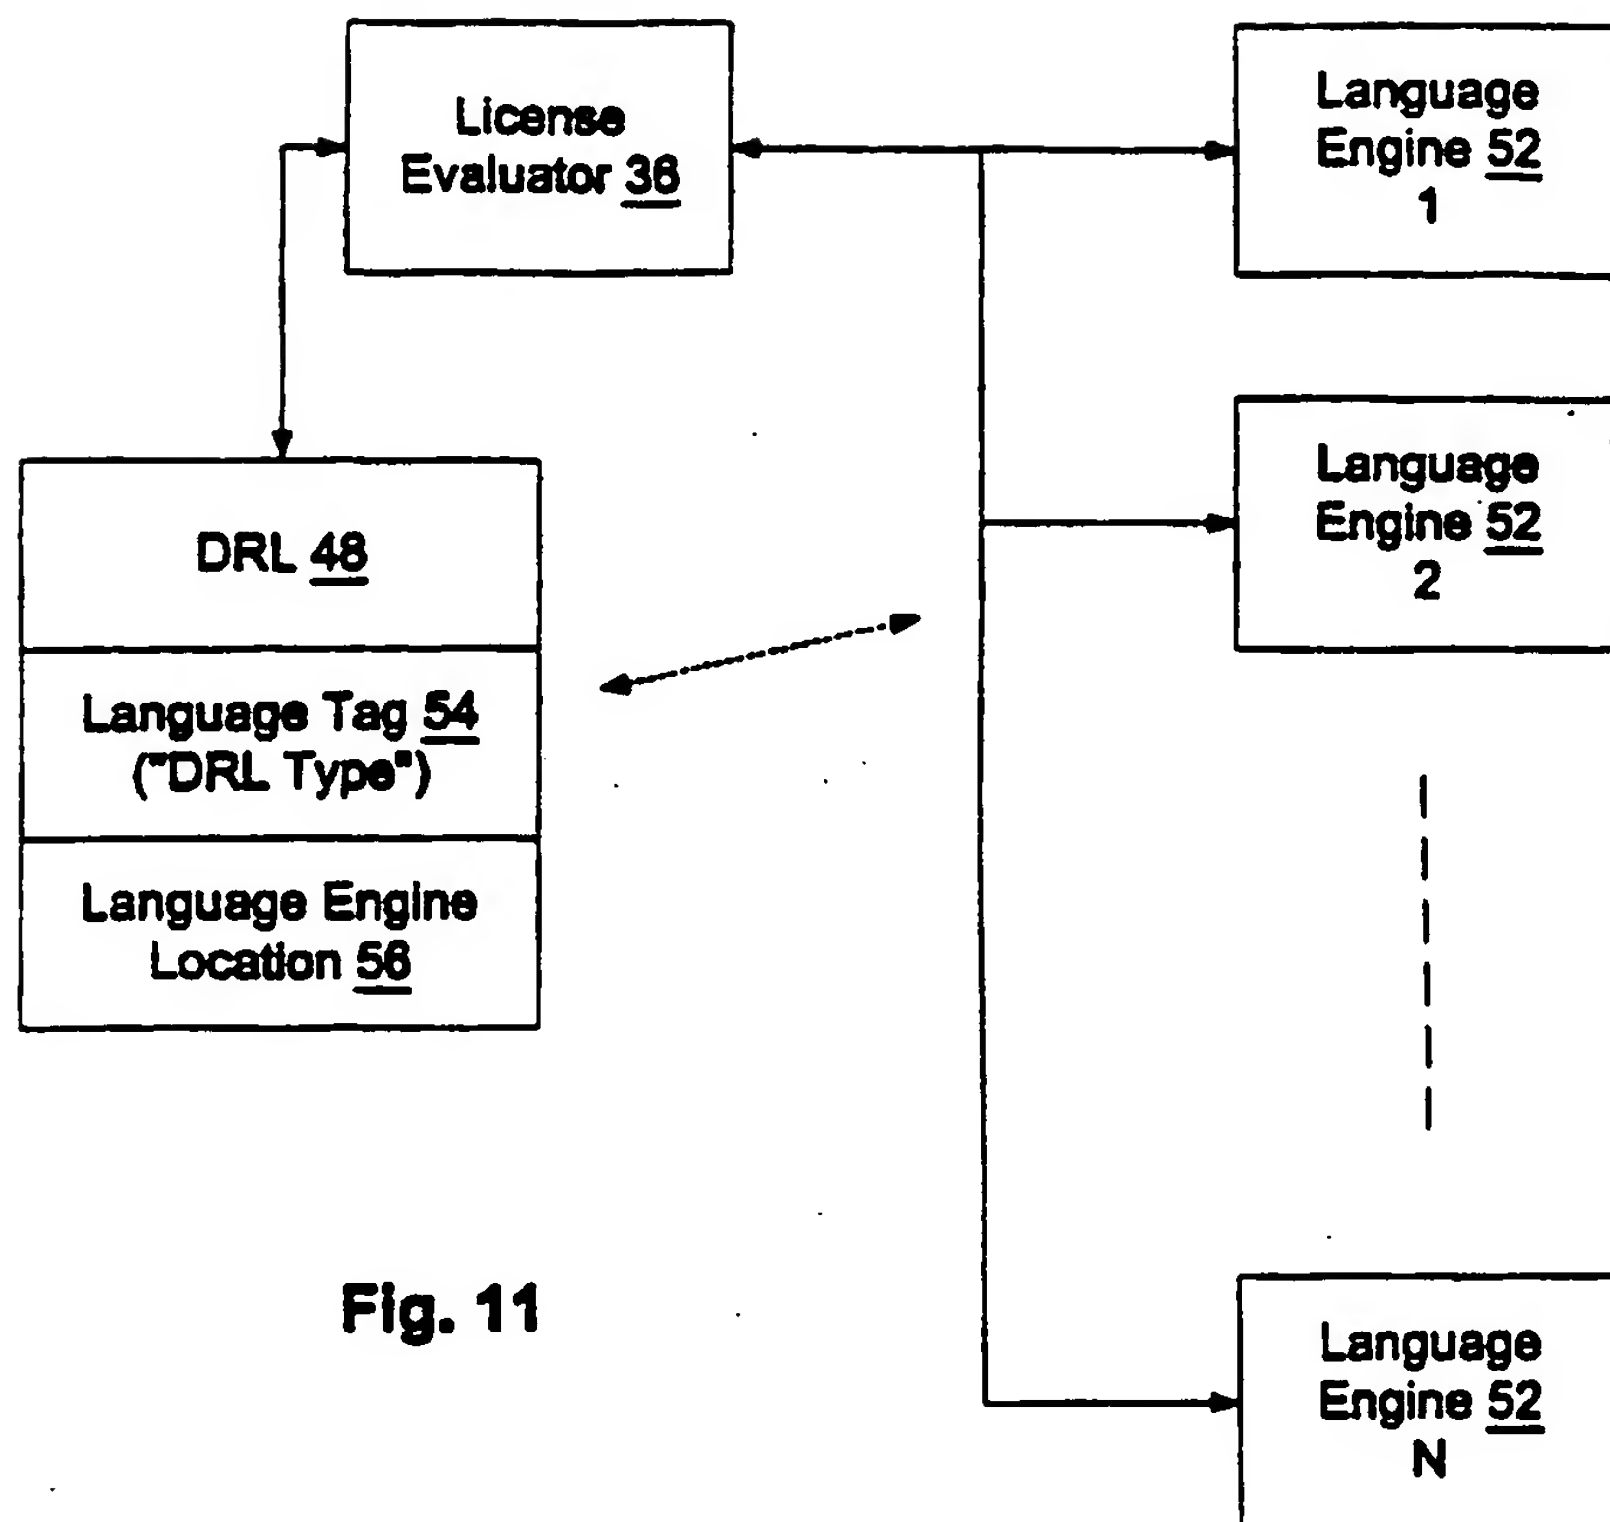 License
Evaluator 36
Language
Engine 52
1
Language
Engine 52
2
DRL 48
Language Tag 54
("DRL Type")
Language Engine
Location 56
Fig. 11
Language
Engine 52
N